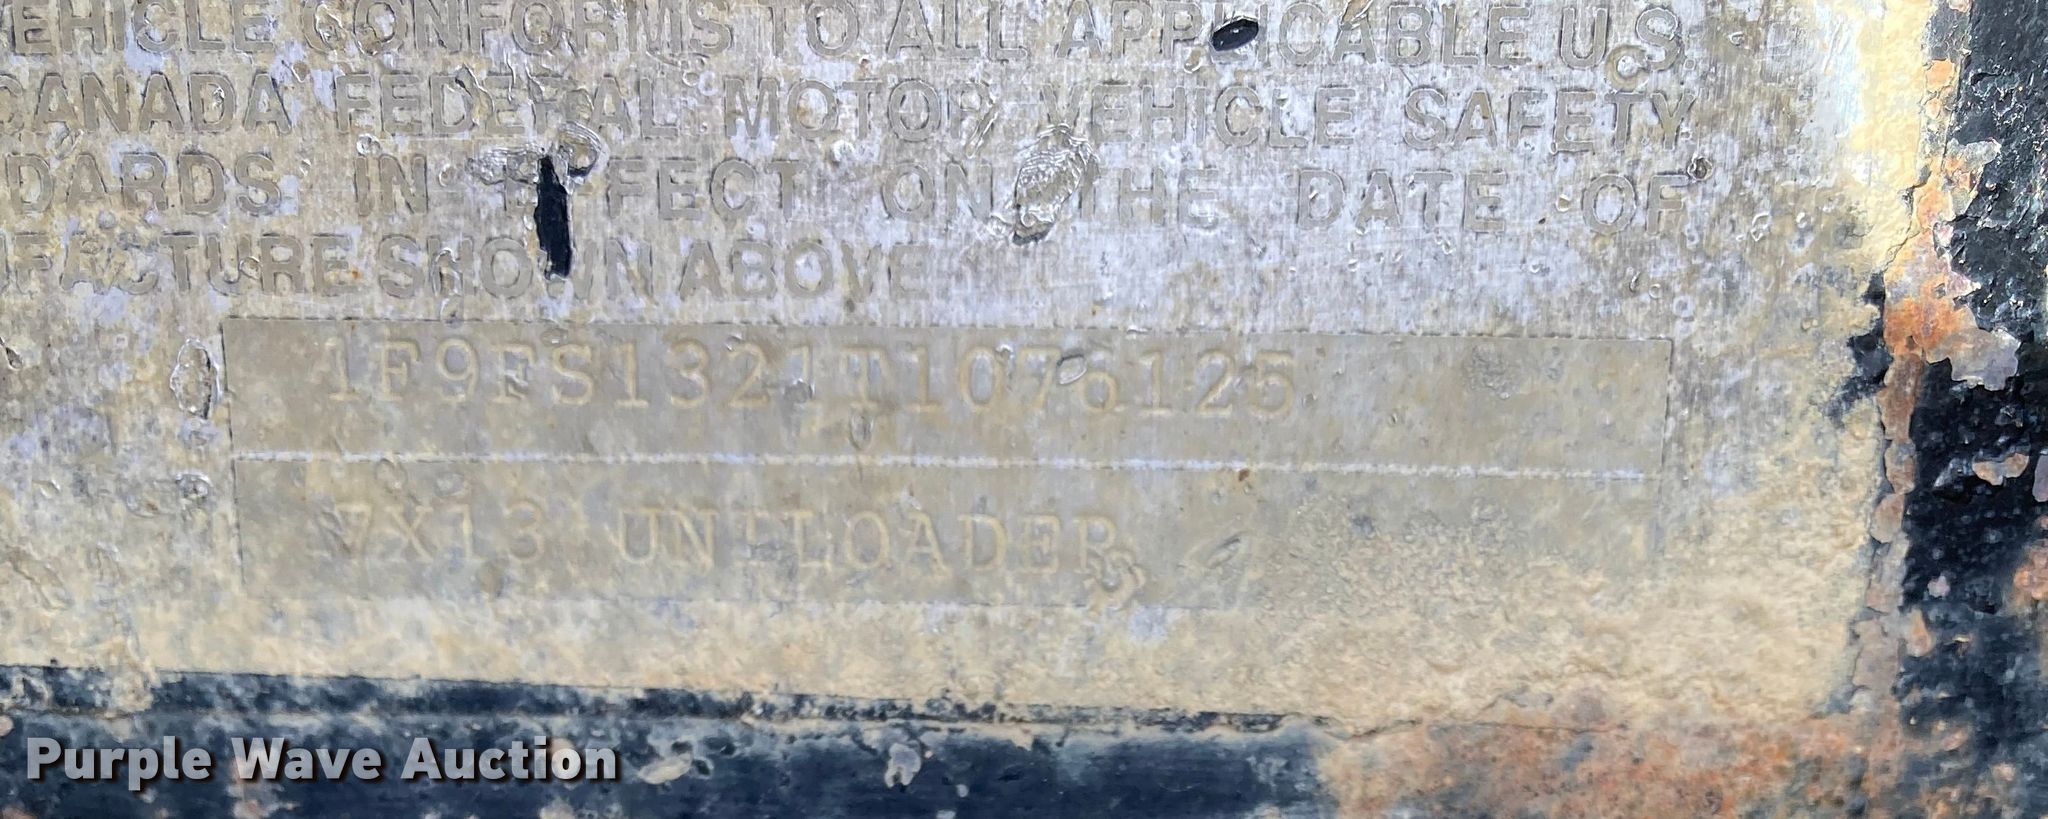 EHICLE CONFORMS TO ALL APPLICABLE U.S.
CANADA FEDERAL MOTOR VEHICLE SAFETY
DARDS IN EFFECT ON THE DATE OF
FACTURE SHOWN ABOVE
1F9FS1321T1076125
7X13 UNILOADER
Purple Wave Auction